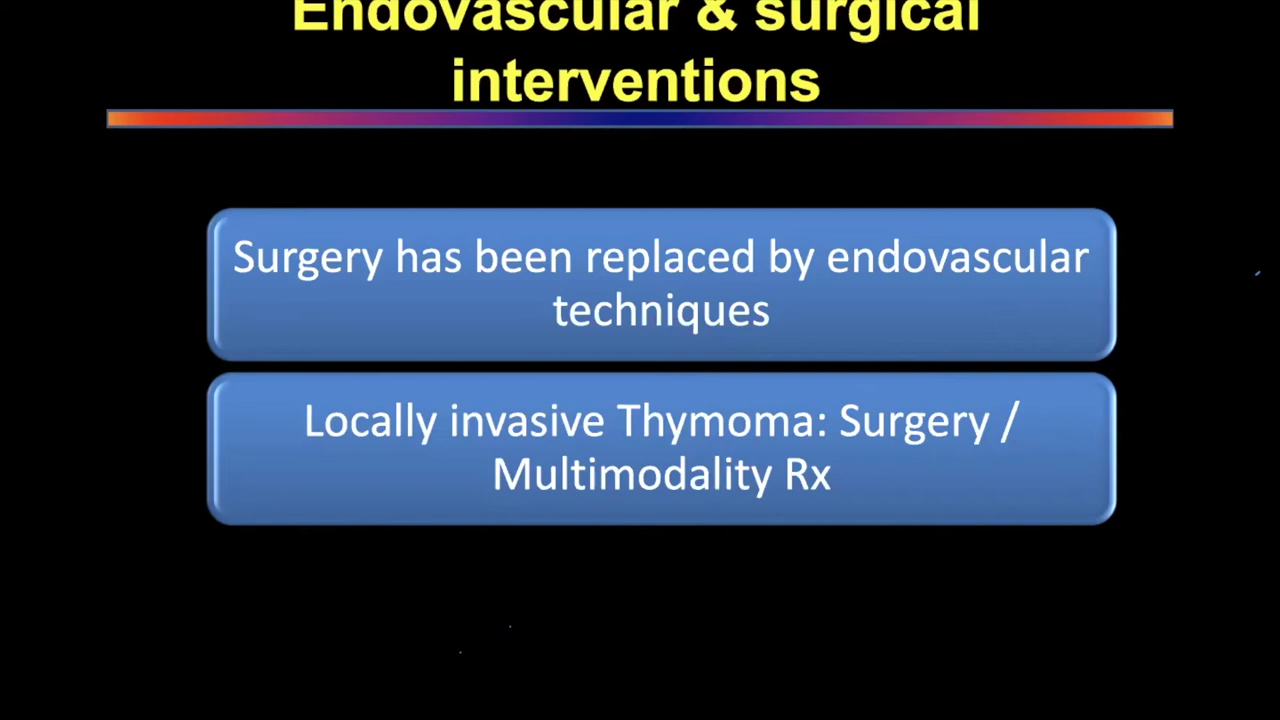 Endovascular & surgical
interventions
Surgery has been replaced by endovascular
techniques
Locally invasive Thymoma: Surgery /
Multimodality Rx